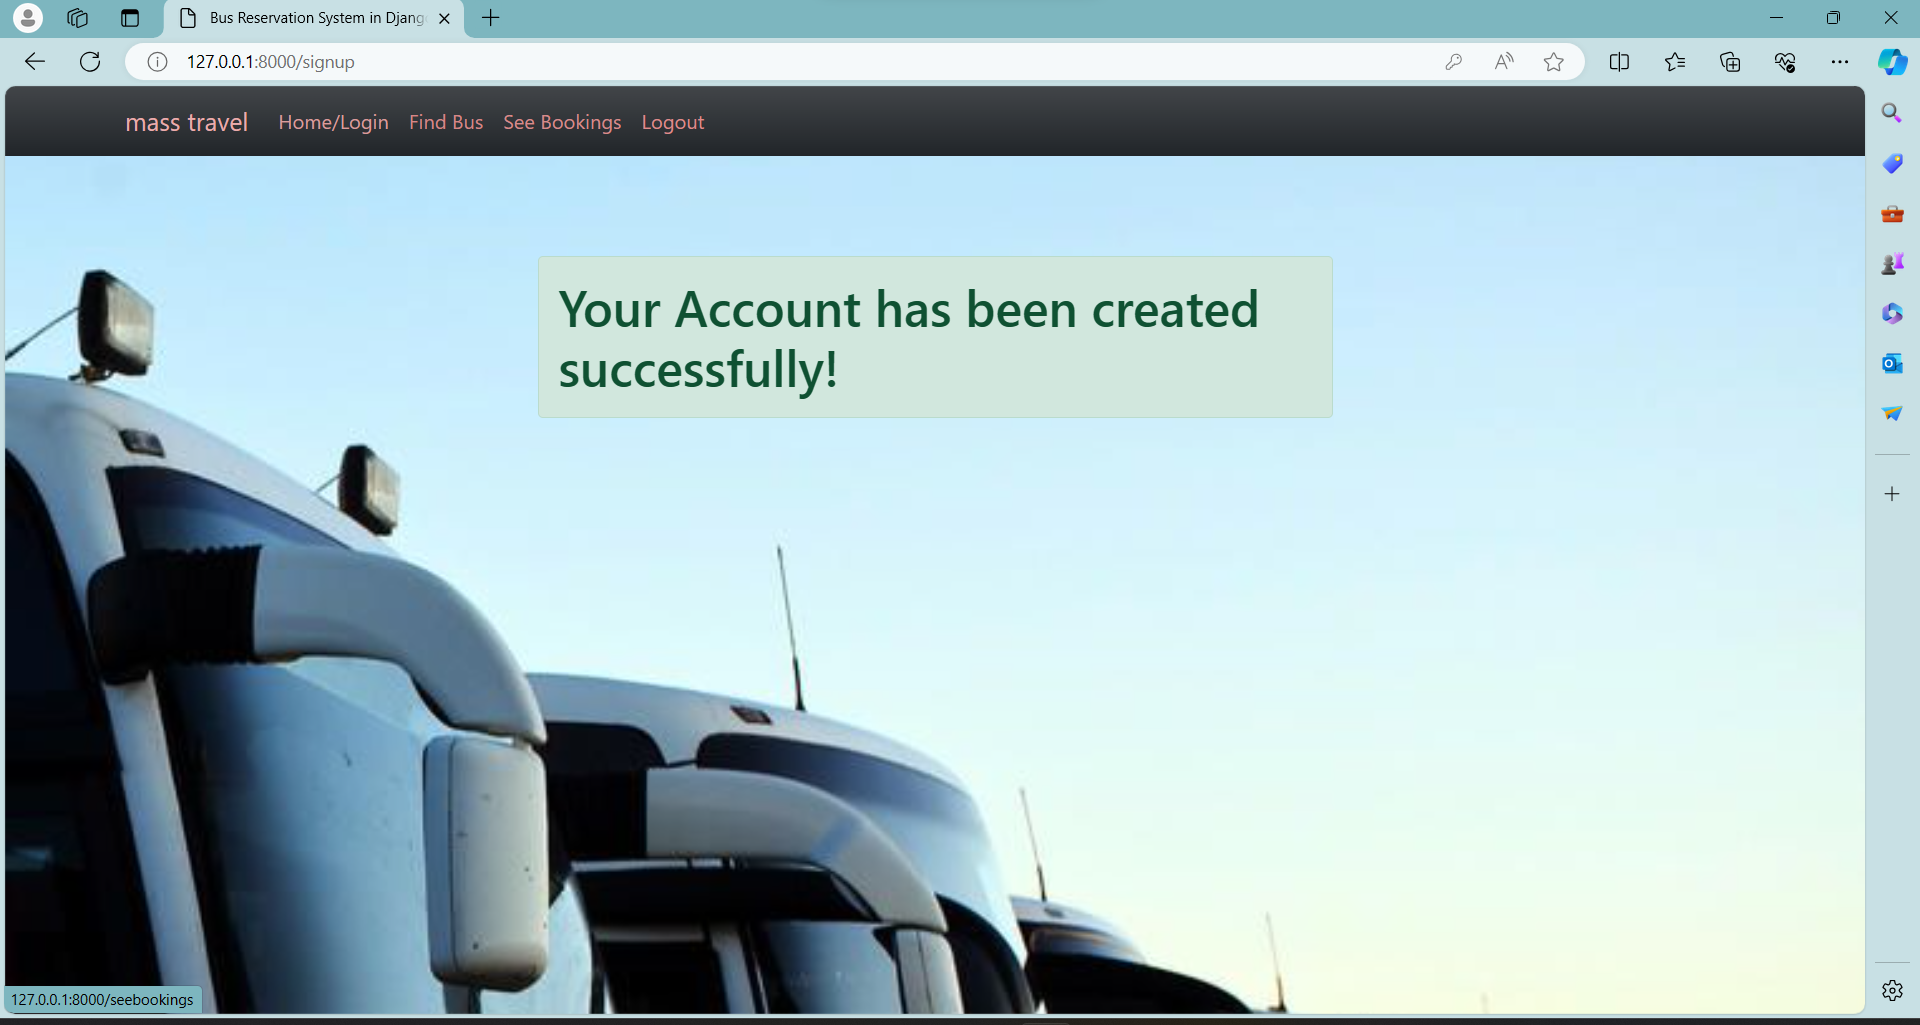 Bus Reservation System in Djang
127.0.0.1:8000/signup
mass travel Home/Login Find Bus See Bookings Logout
Your Account has been created
successfully!
127.0.0.1:8000/seebookings